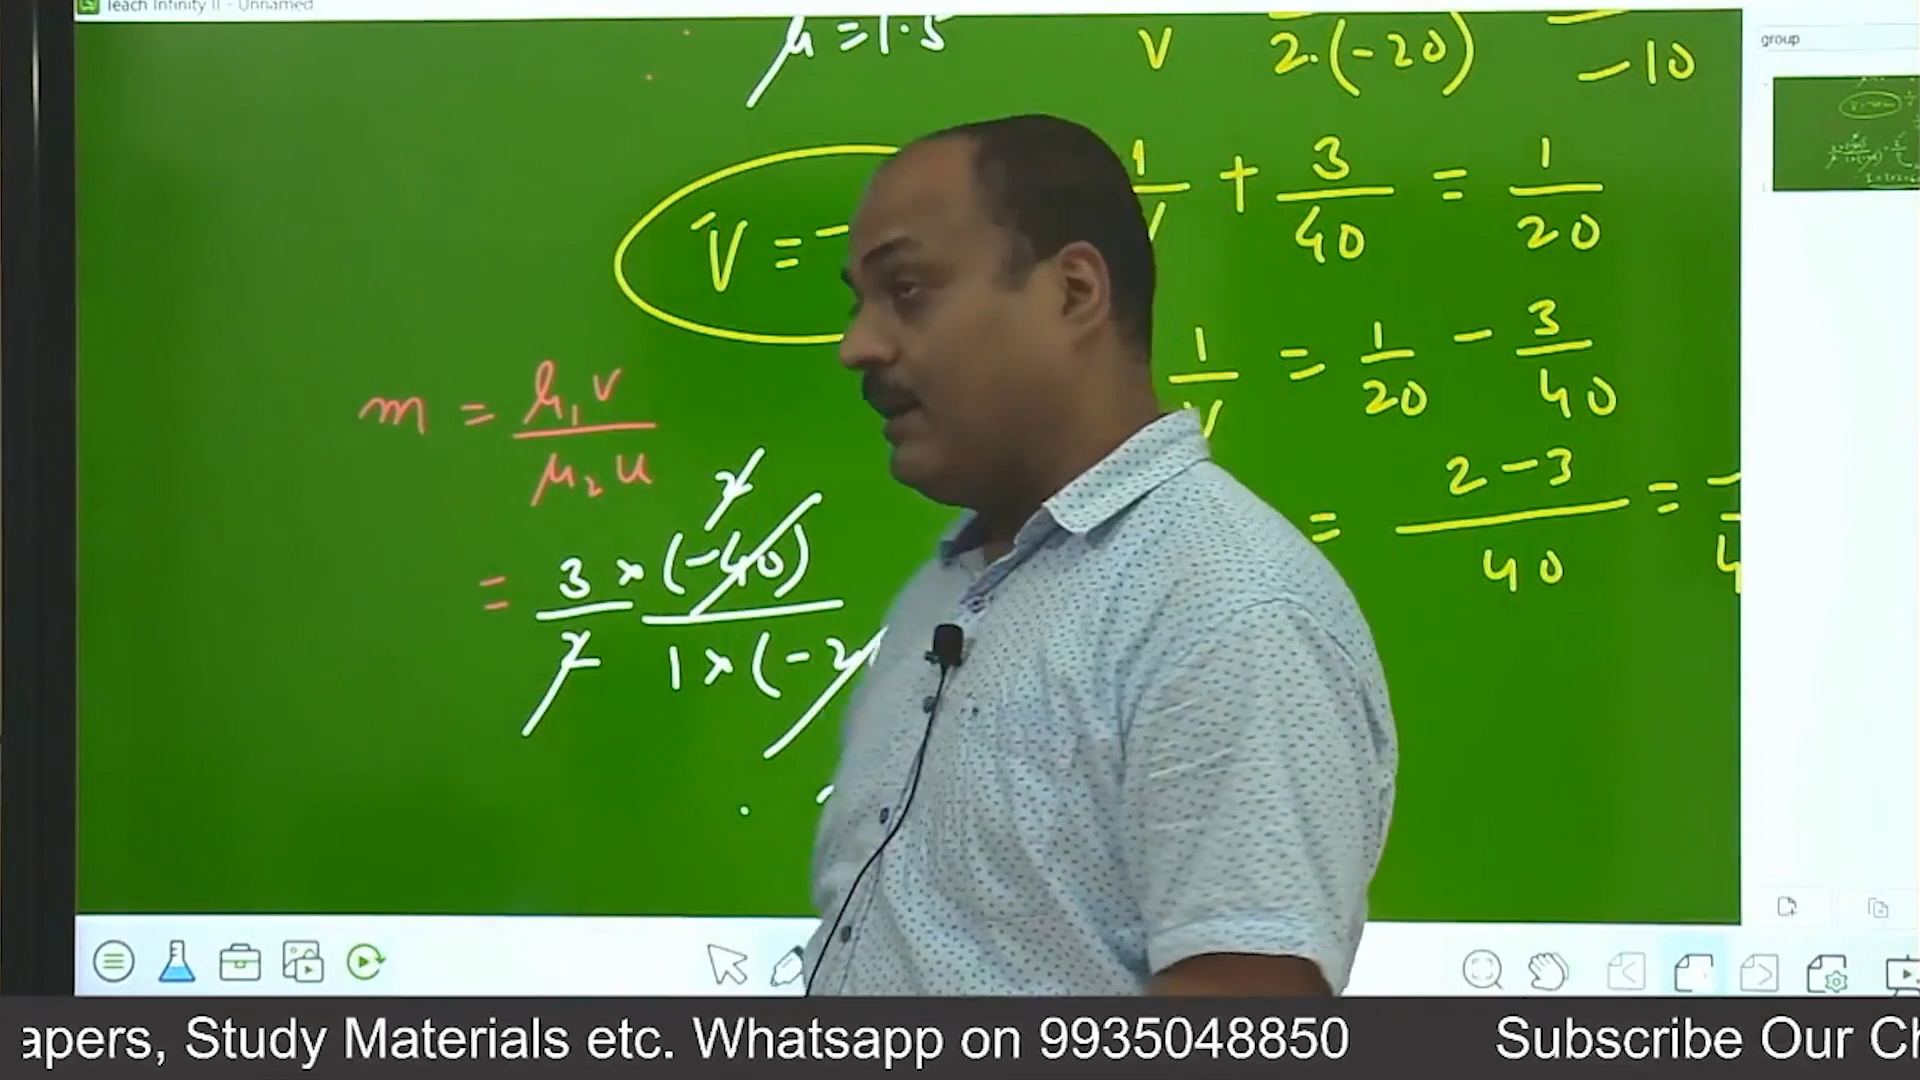 Teach Infinity II - Unnamed
group
μ = 1.5
v 2.(-20) -10
1/v + 3/40 = 1/20
v = -
1/v = 1/20 - 3/40
m = μ₁v/μ₂u
= (2-3)/40 =
2
= 3/2 × (-40)/1×(-2
apers, Study Materials etc. Whatsapp on 9935048850
Subscribe Our Ch